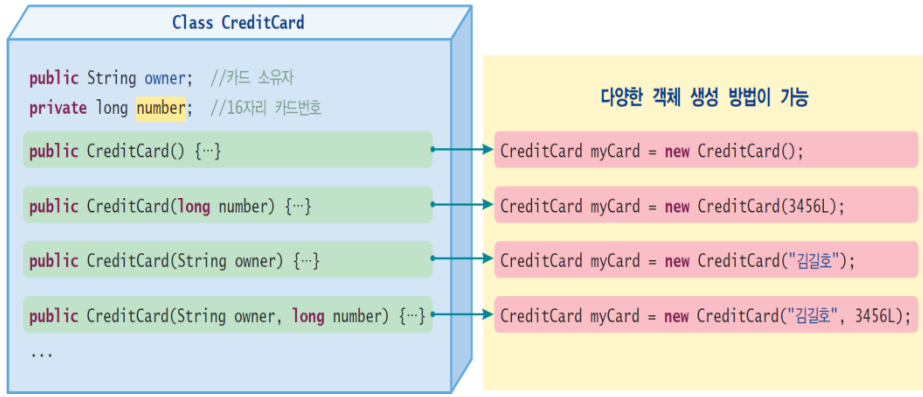 Class CreditCard
public String owner; //카드 소유자
private long number; //16자리 카드번호
public CreditCard() {…}
public CreditCard(long number) {…}
public CreditCard(String owner) {…}
public CreditCard(String owner, long number) {…}
...
다양한 객체 생성 방법이 가능
CreditCard myCard = new CreditCard();
CreditCard myCard = new CreditCard(3456L);
CreditCard myCard = new CreditCard("김길호");
CreditCard myCard = new CreditCard("김길호", 3456L);